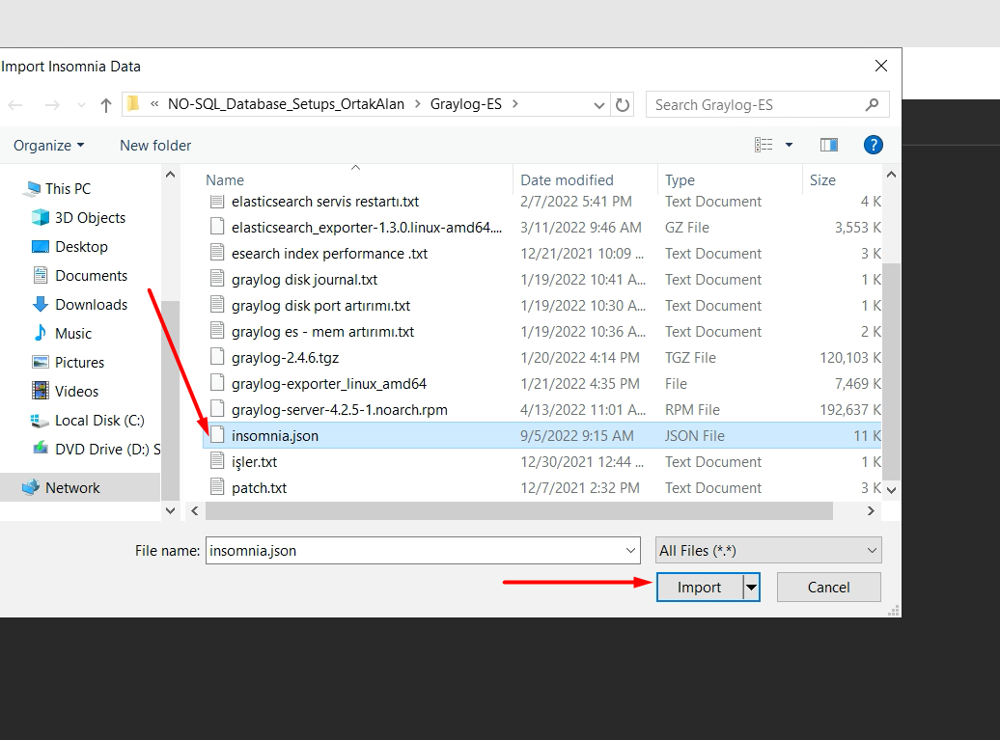 Import Insomnia Data
« NO-SQL_Database_Setups_OrtakAlan > Graylog-ES >
Search Graylog-ES
Organize
New folder
?
This PC
3D Objects
Desktop
Documents
Downloads
Music
Pictures
Videos
Local Disk (C:)
DVD Drive (D:) S
Network
Name Date modified Type Size
elasticsearch servis restartı.txt 2/7/2022 5:41 PM Text Document 4 K
elasticsearch_exporter-1.3.0.linux-amd64.... 3/11/2022 9:46 AM GZ File 3,553 K
esearch index performance .txt 12/21/2021 10:09 ... Text Document 3 K
graylog disk journal.txt 1/19/2022 10:41 A... Text Document 1 K
graylog disk port artırımı.txt 1/19/2022 10:30 A... Text Document 1 K
graylog es - mem artırımı.txt 1/19/2022 10:36 A... Text Document 2 K
graylog-2.4.6.tgz 1/20/2022 4:14 PM TGZ File 120,103 K
graylog-exporter_linux_amd64 1/21/2022 4:35 PM File 7,469 K
graylog-server-4.2.5-1.noarch.rpm 4/13/2022 11:01 A... RPM File 192,637 K
insomnia.json 9/5/2022 9:15 AM JSON File 11 K
işler.txt 12/30/2021 12:44 ... Text Document 1 K
patch.txt 12/7/2021 2:32 PM Text Document 3 K
File name: insomnia.json
All Files (*.*)
Import
Cancel